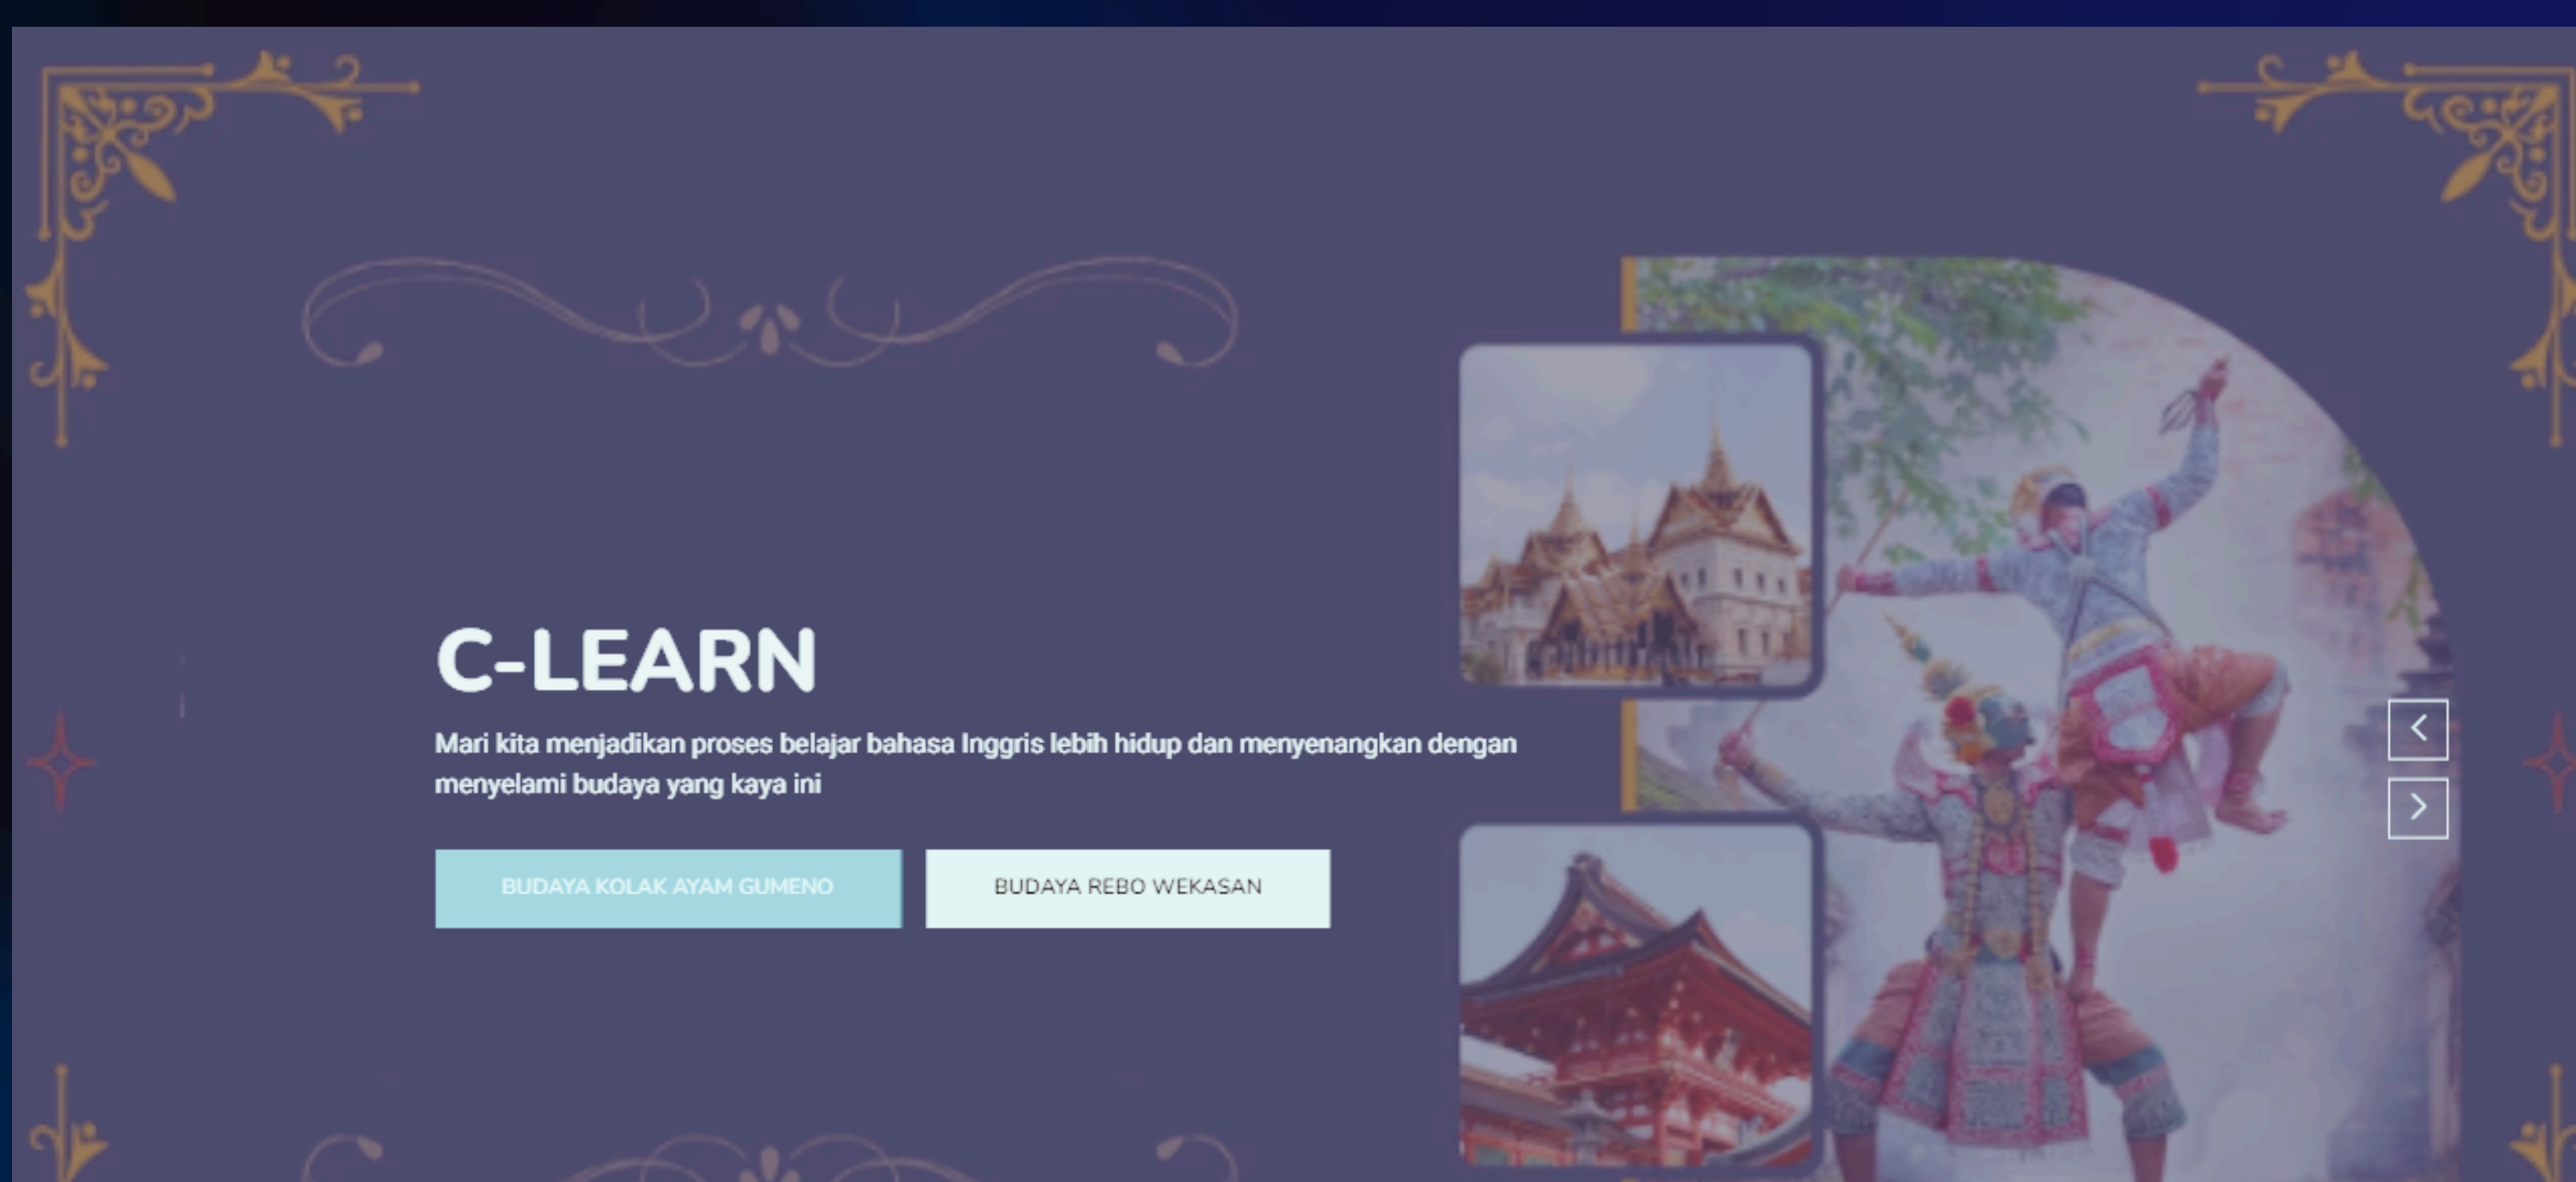 C-LEARN
Mari kita menjadikan proses belajar bahasa Inggris lebih hidup dan menyenangkan dengan
menyelami budaya yang kaya ini
BUDAYA KOLAK AYAM GUMENO
BUDAYA REBO WEKASAN